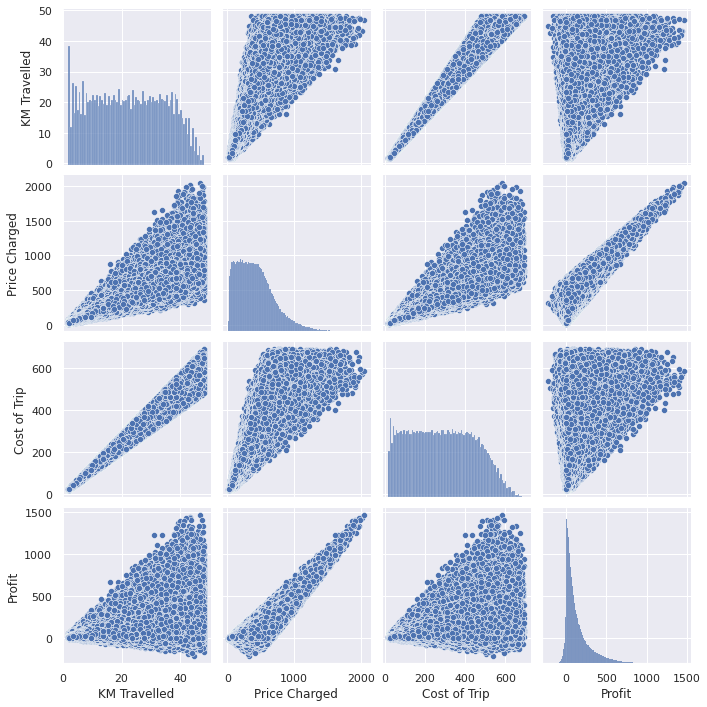 50
40
30
20
10
0
KM Travelled
2000
1500
1000
500
0
Price Charged
600
400
200
0
Cost of Trip
1500
1000
500
0
Profit
0 20 40
KM Travelled
0 1000 2000
Price Charged
0 200 400 600
Cost of Trip
0 500 1000 1500
Profit